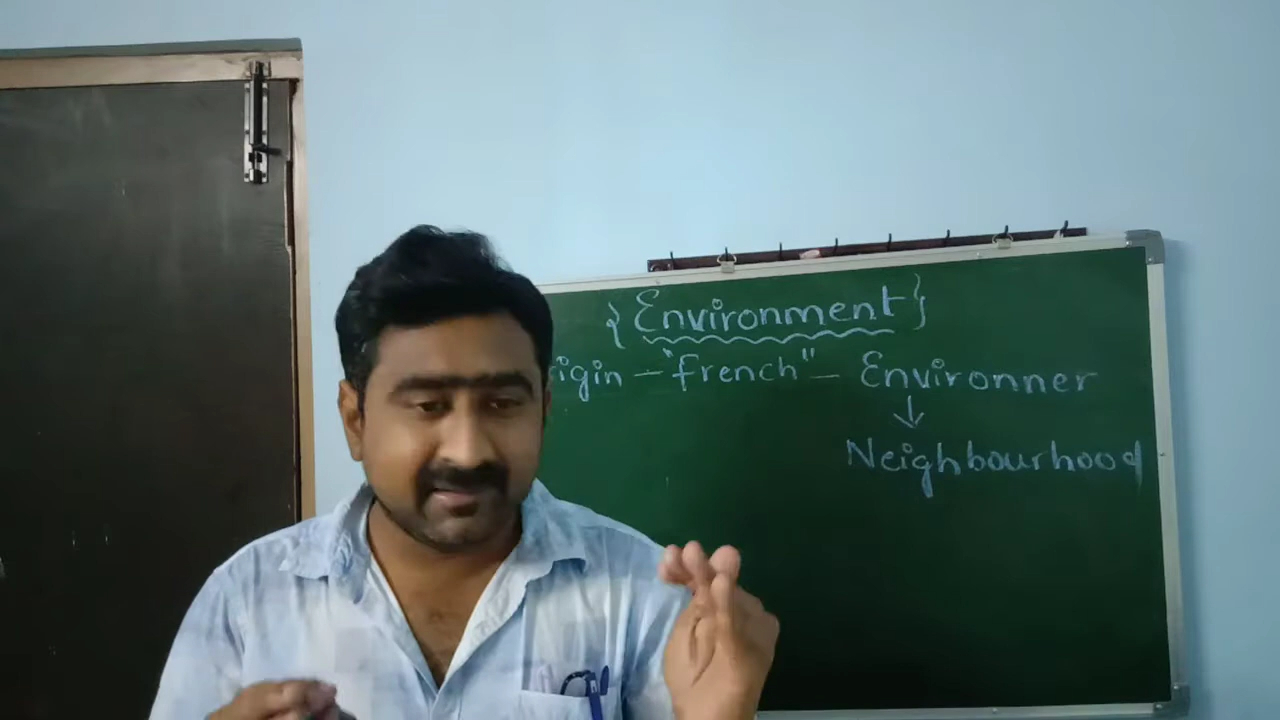 {Environment}
igin - "french" - Environner
↓
Neighbourhood